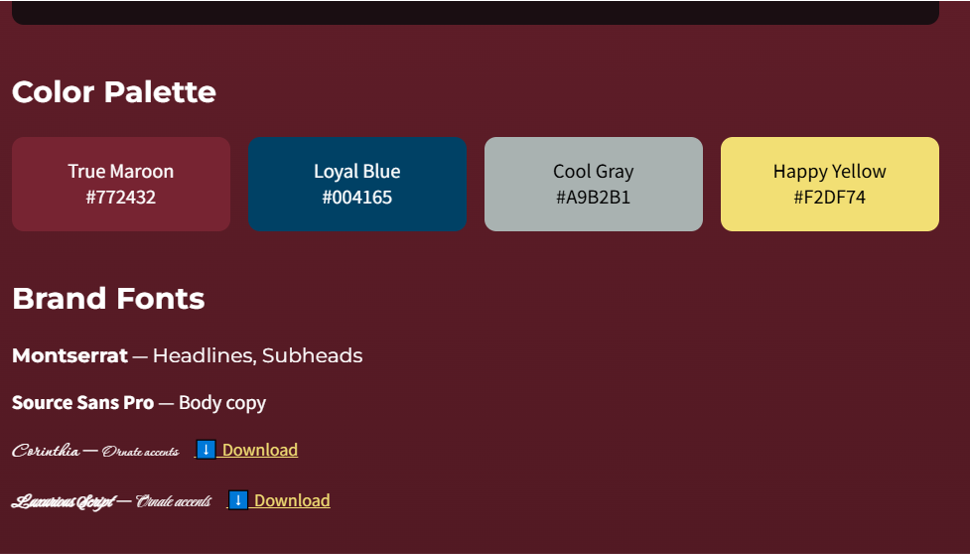 Color Palette
True Maroon
#772432
Loyal Blue
#004165
Cool Gray
#A9B2B1
Happy Yellow
#F2DF74
Brand Fonts
Montserrat — Headlines, Subheads
Source Sans Pro — Body copy
Corinthia — Ornate accents ⬇️ Download
Luxurious Script — Ornate accents ⬇️ Download